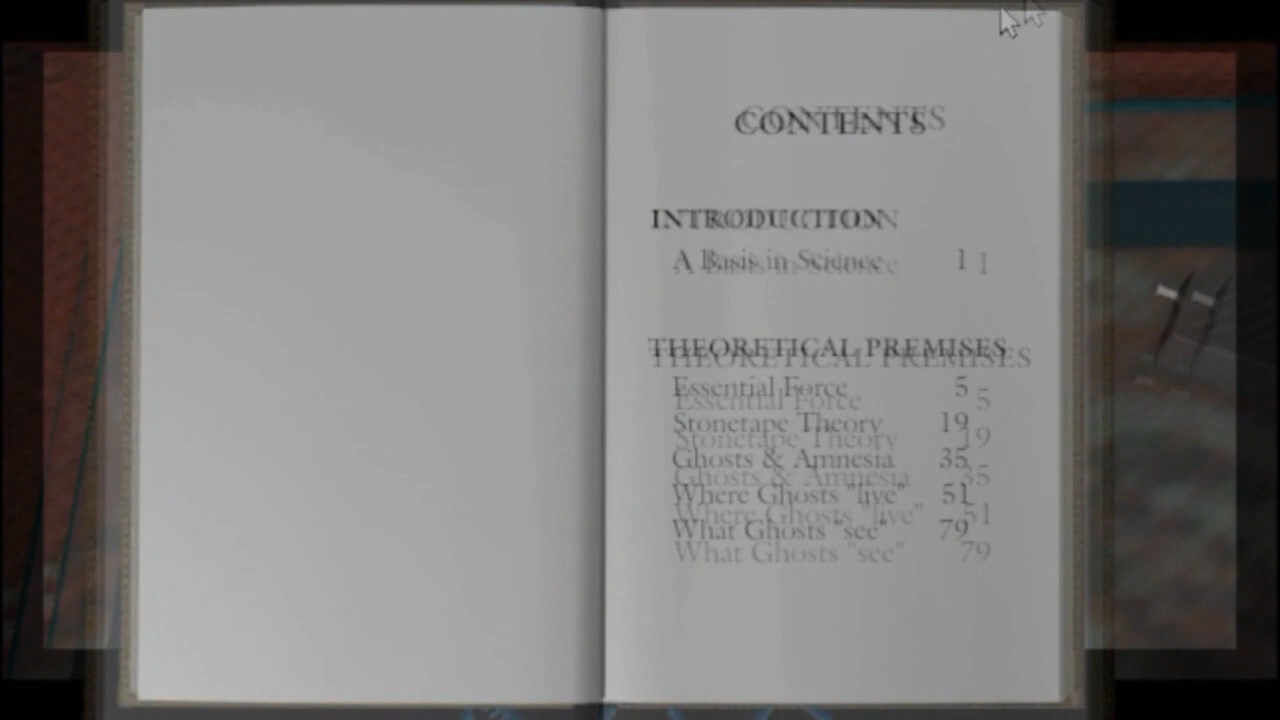 CONTENTS
INTRODUCTION
A Basis in Science 1
THEORETICAL PREMISES
Essential Force 5
Stonetape Theory 19
Ghosts & Amnesia 35
Where Ghosts "live" 51
What Ghosts "see" 79